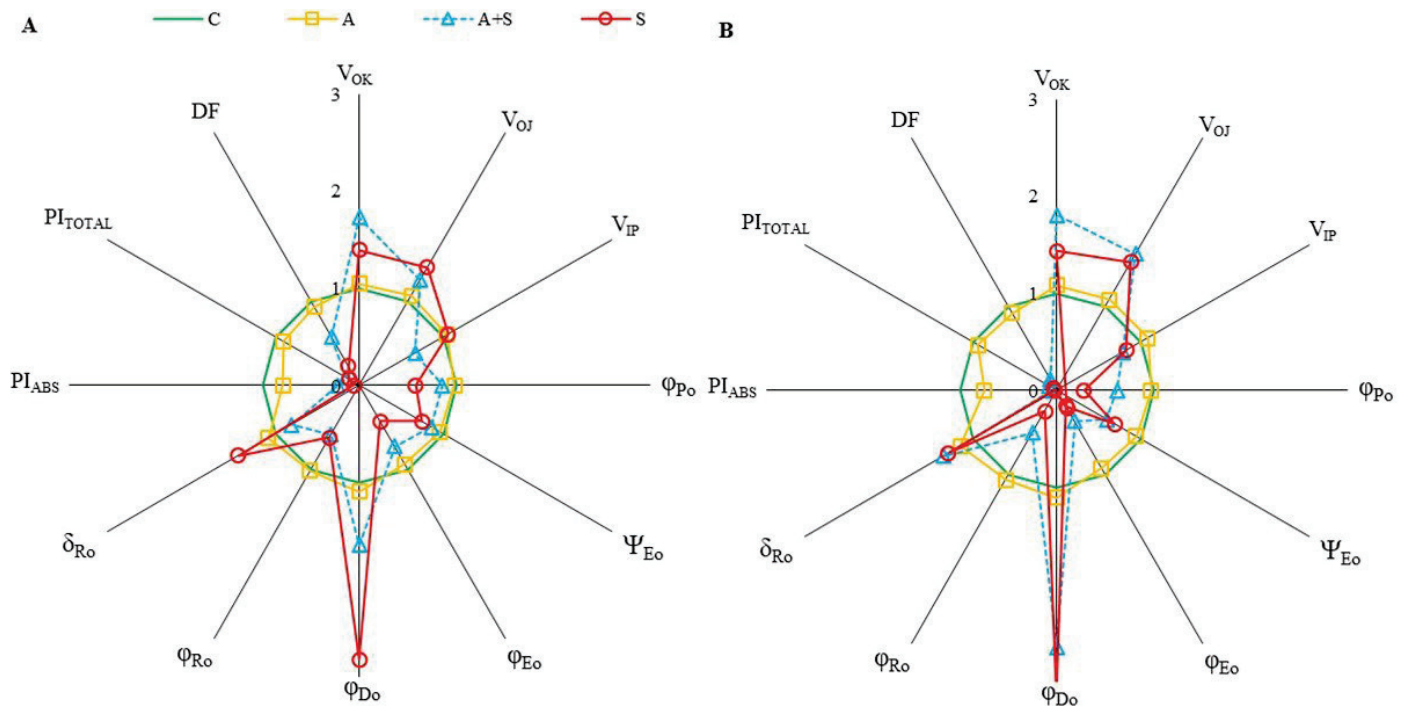 A
C A A+S S
B
V_OK
3
DF
V_OJ
2
PI_TOTAL
V_IP
1
PI_ABS
0
φ_Po
δ_Ro
Ψ_Eo
φ_Ro
φ_Eo
φ_Do
V_OK
3
DF
V_OJ
2
PI_TOTAL
V_IP
1
PI_ABS
0
φ_Po
δ_Ro
Ψ_Eo
φ_Ro
φ_Eo
φ_Do